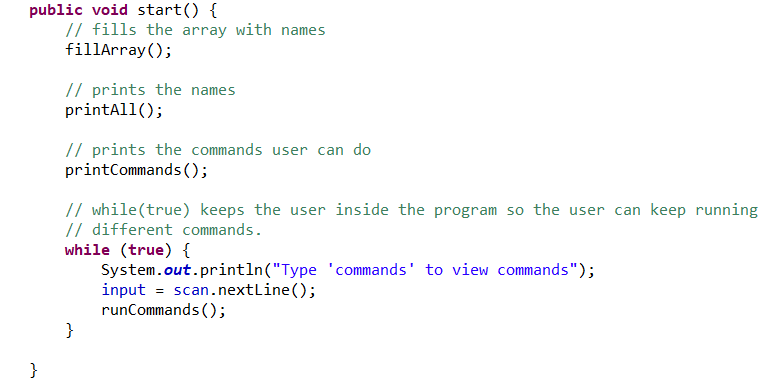 public void start() {
    // fills the array with names
    fillArray();

    // prints the names
    printAll();

    // prints the commands user can do
    printCommands();

    // while(true) keeps the user inside the program so the user can keep running
    // different commands.
    while (true) {
        System.out.println("Type 'commands' to view commands");
        input = scan.nextLine();
        runCommands();
    }

}